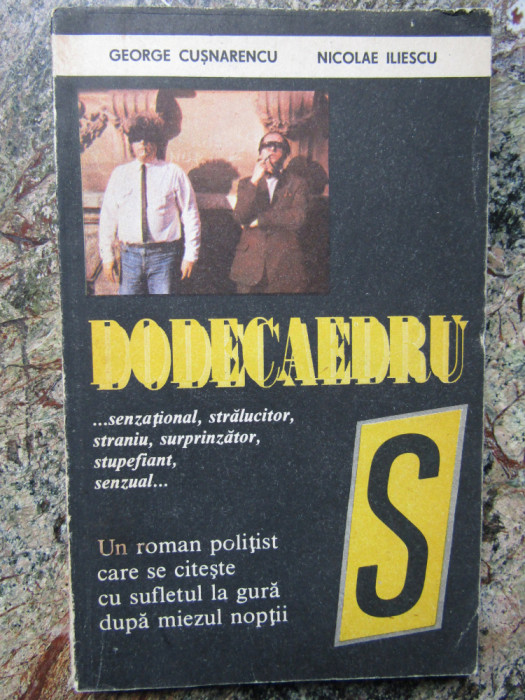 GEORGE CUȘNARENCU NICOLAE ILIESCU
DODECAEDRU
...senzațional, strălucitor,
straniu, surprinzător,
stupefiant,
senzual...
S
Un roman polițist
care se citește
cu sufletul la gură
după miezul nopții